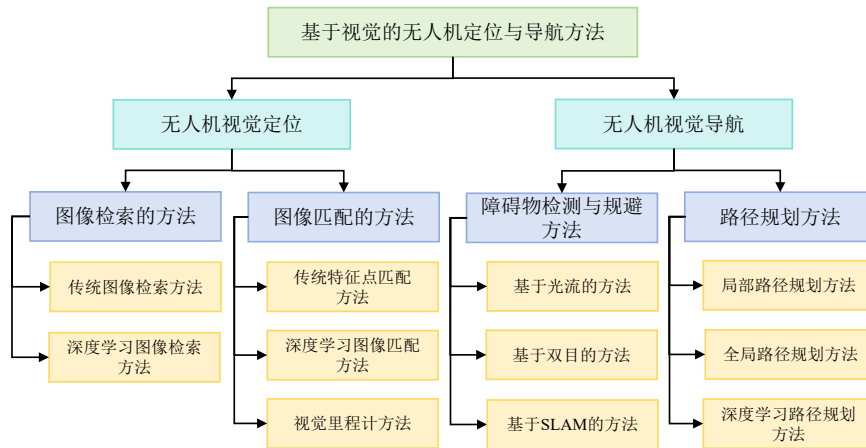 基于视觉的无人机定位与导航方法
无人机视觉定位
无人机视觉导航
图像检索的方法
图像匹配的方法
障碍物检测与规避
方法
路径规划方法
传统图像检索方法
深度学习图像检索
方法
传统特征点匹配
方法
深度学习图像匹配
方法
视觉里程计方法
基于光流的方法
基于双目的方法
基于SLAM的方法
局部路径规划方法
全局路径规划方法
深度学习路径规划
方法